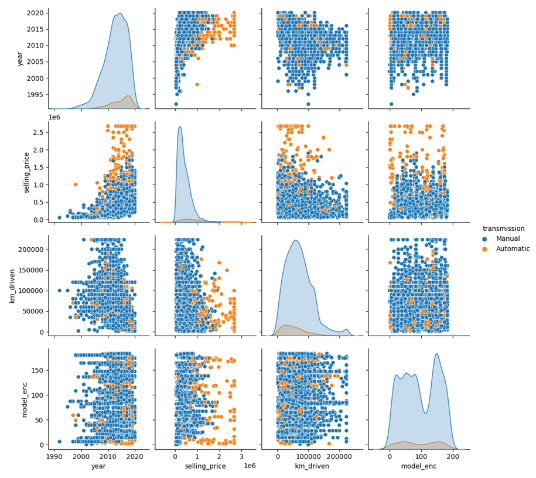 2020
2015
2010
2005
2000
1995
year
1e6
2.5
2.0
1.5
1.0
0.5
0.0
selling_price
transmission
Manual
Automatic
200000
150000
100000
50000
0
km_driven
150
100
50
0
model_enc
1990 2000 2010 2020
year
0 1 2 3
1e6
selling_price
0 100000 200000
km_driven
0 100 200
model_enc